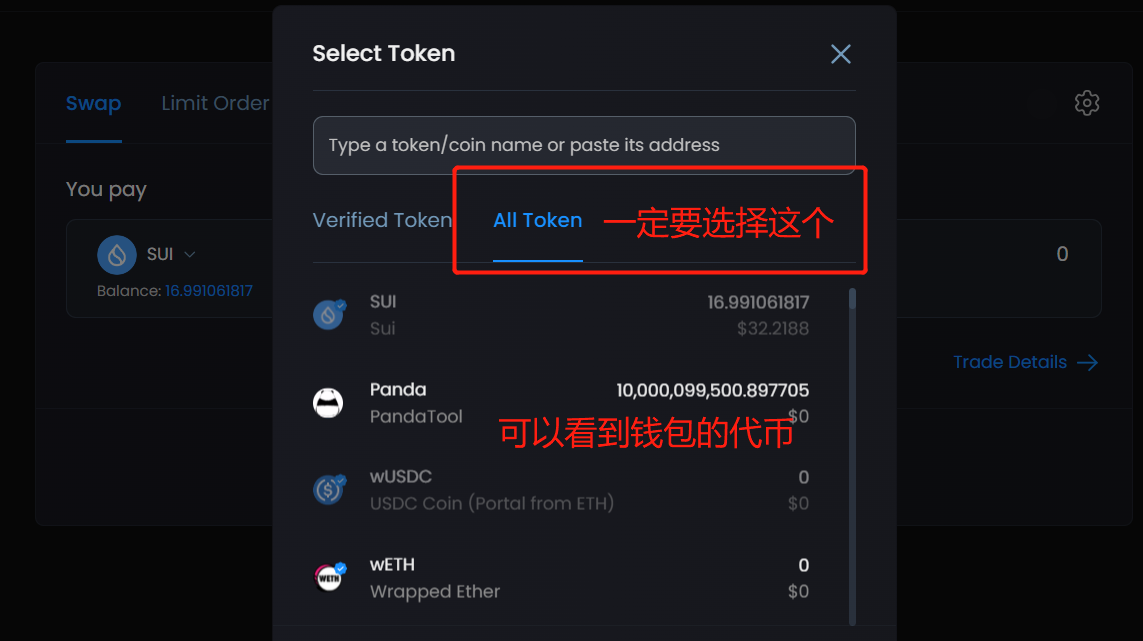 Select Token
Swap
Limit Order
Type a token/coin name or paste its address
You pay
Verified Token
All Token
一定要选择这个
SUI
Balance: 16.991061817
0
SUI
16.991061817
Sui
$32.2188
Trade Details
Panda
10,000,099,500.897705
PandaTool
$0
可以看到钱包的代币
wUSDC
0
USDC Coin (Portal from ETH)
$0
WETH
wETH
0
Wrapped Ether
$0